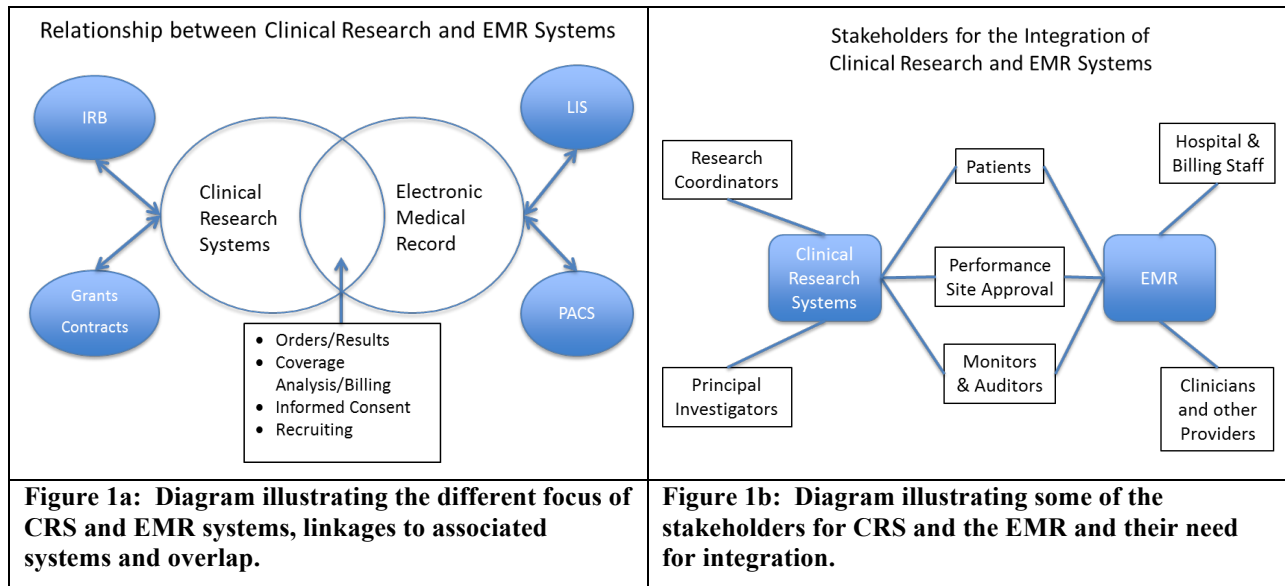 Relationship between Clinical Research and EMR Systems
IRB
LIS
Clinical
Research
Systems
Electronic
Medical
Record
Grants
Contracts
PACS
• Orders/Results
• Coverage
Analysis/Billing
• Informed Consent
• Recruiting
Figure 1a: Diagram illustrating the different focus of
CRS and EMR systems, linkages to associated
systems and overlap.
Stakeholders for the Integration of
Clinical Research and EMR Systems
Research
Coordinators
Patients
Hospital &
Billing Staff
Clinical
Research
Systems
Performance
Site Approval
EMR
Principal
Investigators
Monitors
& Auditors
Clinicians
and other
Providers
Figure 1b: Diagram illustrating some of the
stakeholders for CRS and the EMR and their need
for integration.